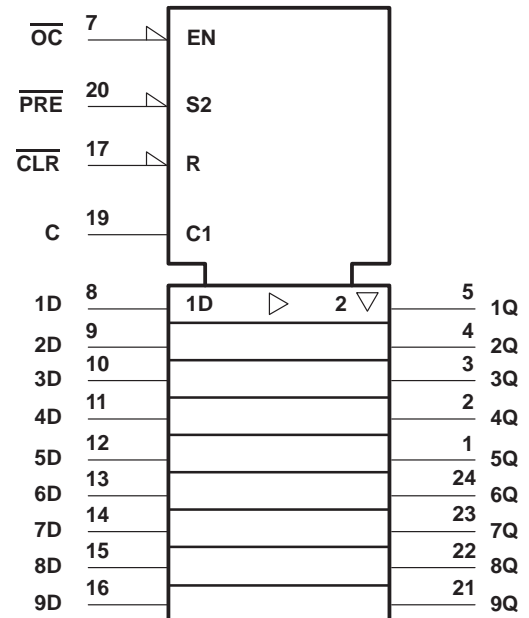 OC 7 EN
PRE 20 S2
CLR 17 R
C 19 C1
1D 8 1D 2 5 1Q
2D 9 4 2Q
3D 10 3 3Q
4D 11 2 4Q
5D 12 1 5Q
6D 13 24 6Q
7D 14 23 7Q
8D 15 22 8Q
9D 16 21 9Q